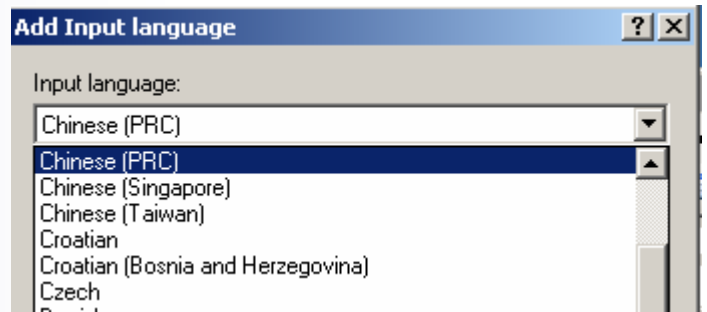 Add Input language
Input language:
Chinese (PRC)
Chinese (PRC)
Chinese (Singapore)
Chinese (Taiwan)
Croatian
Croatian (Bosnia and Herzegovina)
Czech